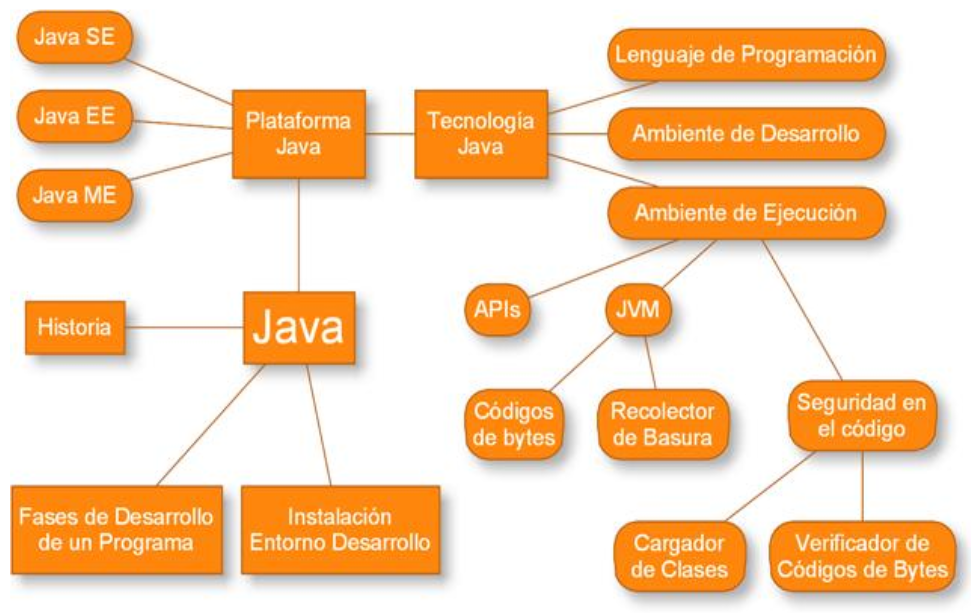 Java SE
Java EE
Java ME
Plataforma
Java
Tecnología
Java
Lenguaje de Programación
Ambiente de Desarrollo
Ambiente de Ejecución
APIs
JVM
Códigos
de bytes
Recolector
de Basura
Seguridad en
el código
Cargador
de Clases
Verificador de
Códigos de Bytes
Historia
Java
Fases de Desarrollo
de un Programa
Instalación
Entorno Desarrollo